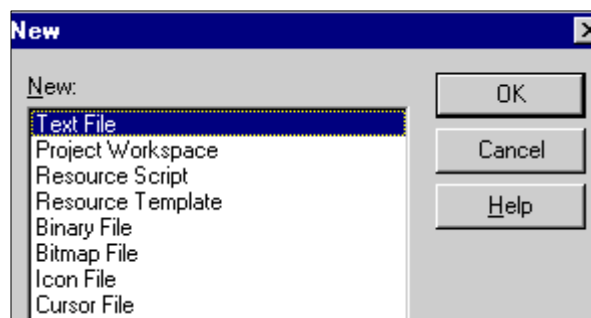 New
New:
OK
Text File
Project Workspace
Cancel
Resource Script
Resource Template
Help
Binary File
Bitmap File
Icon File
Cursor File